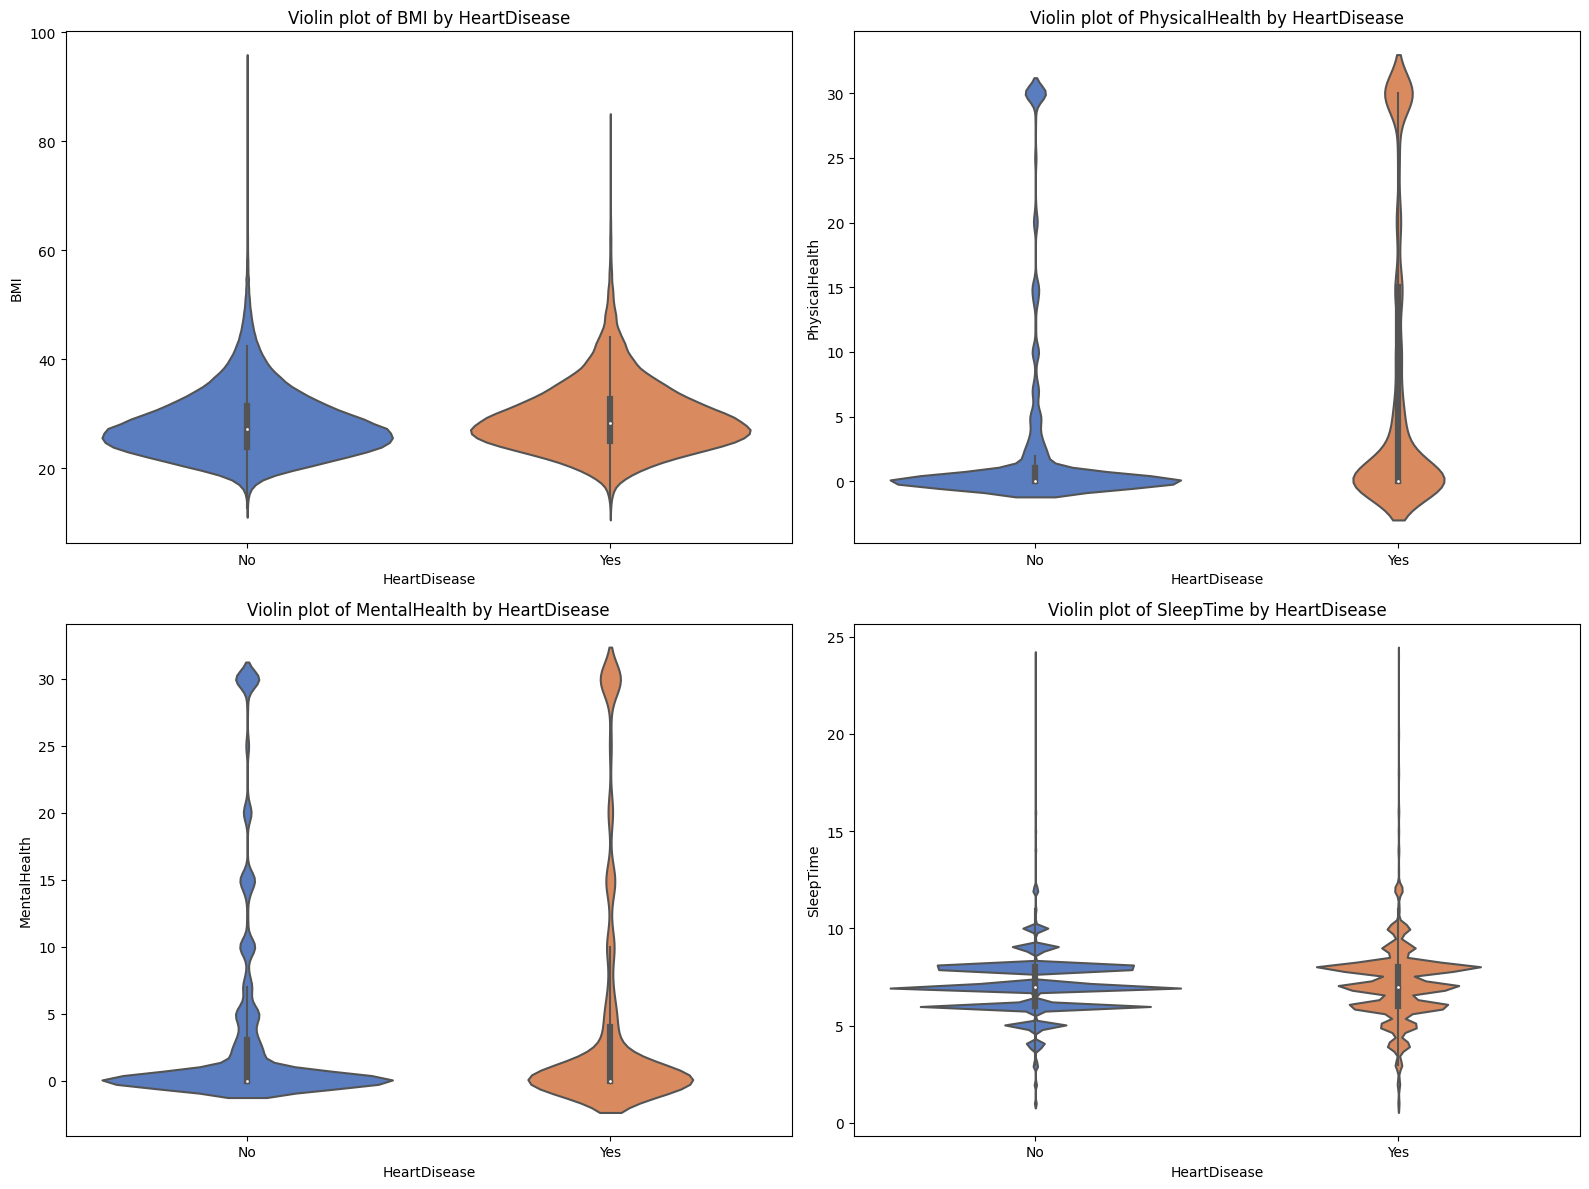 Violin plot of BMI by HeartDisease
100
80
60
40
20
BMI
No
Yes
HeartDisease
Violin plot of PhysicalHealth by HeartDisease
30
25
20
15
10
5
0
PhysicalHealth
No
Yes
HeartDisease
Violin plot of MentalHealth by HeartDisease
30
25
20
15
10
5
0
MentalHealth
No
Yes
HeartDisease
Violin plot of SleepTime by HeartDisease
25
20
15
10
5
0
SleepTime
No
Yes
HeartDisease